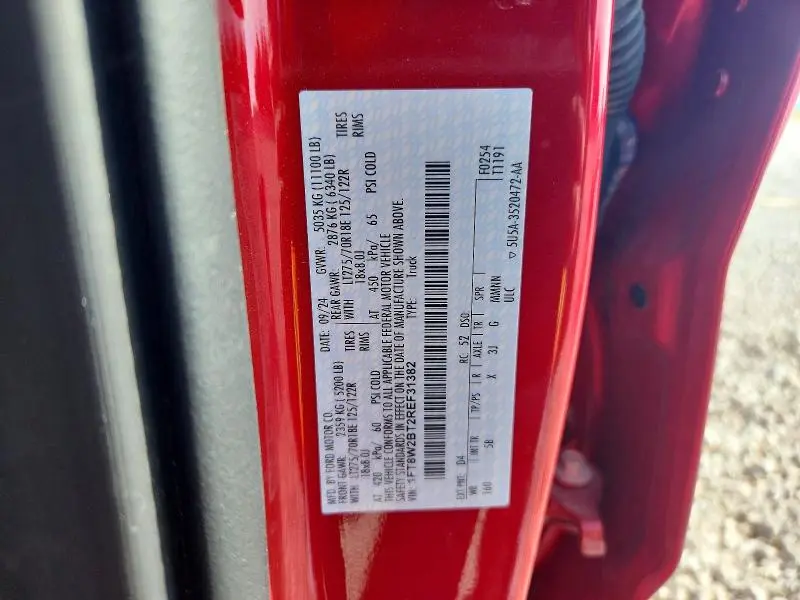 MFD. BY FORD MOTOR CO.
DATE: 09/24 GVWR: 5035 KG (11100 LB)
FRONT GAWR: 2359 KG (5200 LB) REAR GAWR: 2876 KG (6340 LB)
WITH LT275/70R18E 125/122R TIRES WITH LT275/70R18E 125/122R TIRES
18x8.0J RIMS 18x8.0J RIMS
AT 420 kPa/ 60 PSI COLD AT 450 kPa/ 65 PSI COLD
THIS VEHICLE CONFORMS TO ALL APPLICABLE FEDERAL MOTOR VEHICLE
SAFETY STANDARDS IN EFFECT ON THE DATE OF MANUFACTURE SHOWN ABOVE.
VIN: 1FT8W2BT2REF31382 TYPE: Truck
EXT PNT: D4 RC: 52 DSO: F0254
WB INT TR TP/PS R AXLE TR SPR T1191
160 5B X 3J G MMNN
ULC
▽ 5U5A-3520472-AA